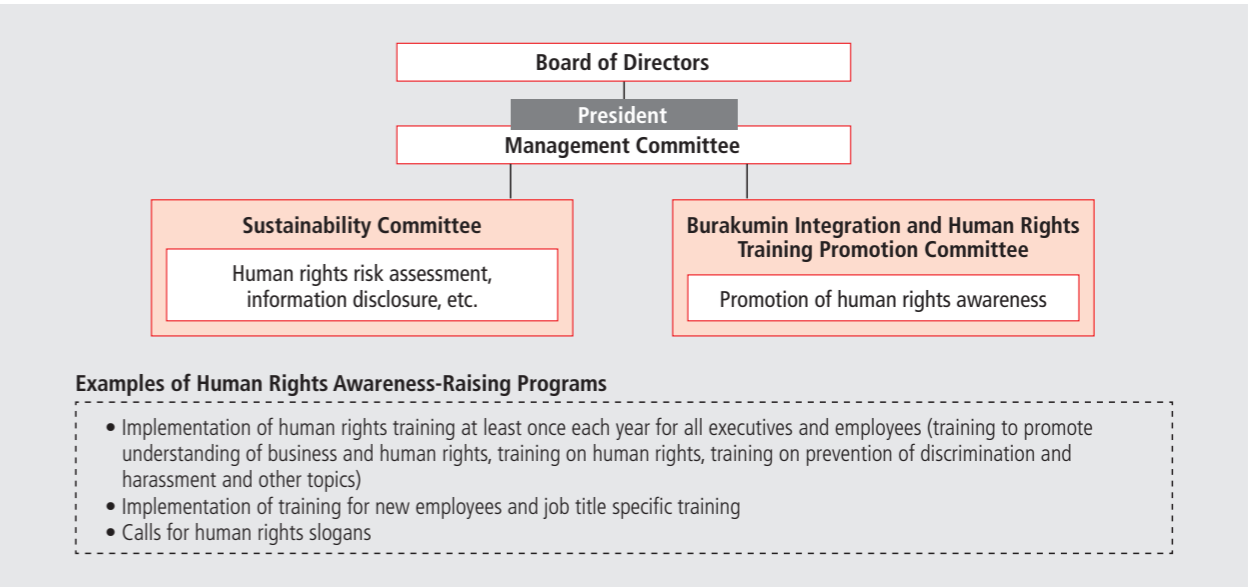 Board of Directors
President
Management Committee
Sustainability Committee
Human rights risk assessment,
information disclosure, etc.
Burakumin Integration and Human Rights
Training Promotion Committee
Promotion of human rights awareness
Examples of Human Rights Awareness-Raising Programs
• Implementation of human rights training at least once each year for all executives and employees (training to promote
understanding of business and human rights, training on human rights, training on prevention of discrimination and
harassment and other topics)
• Implementation of training for new employees and job title specific training
• Calls for human rights slogans